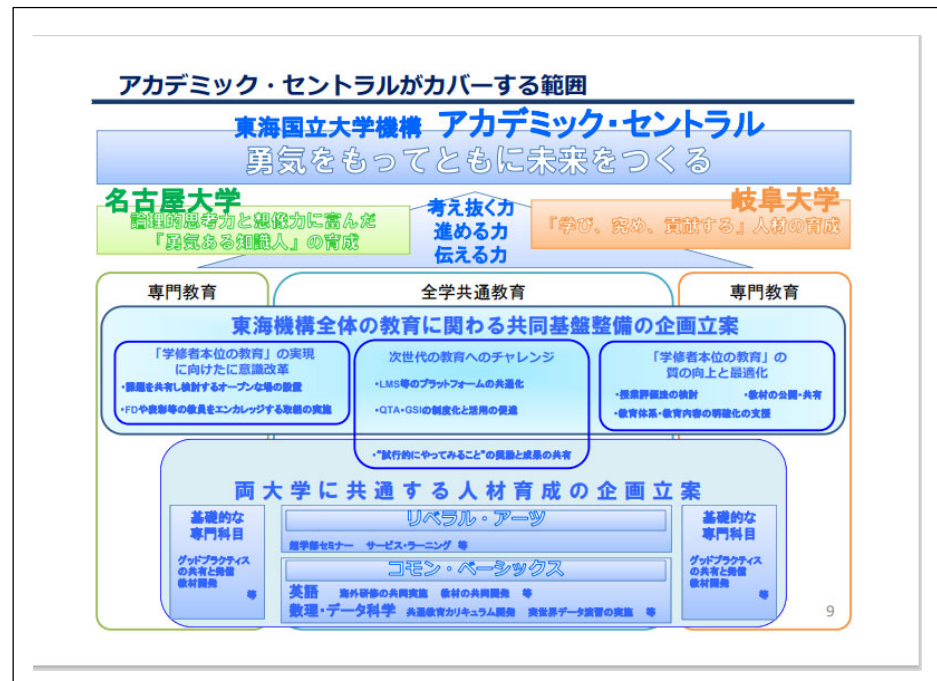 アカデミック・セントラルがカバーする範囲
東海国立大学機構 アカデミック・セントラル
勇気をもってともに未来をつくる
名古屋大学
論理的思考力と想像力に富んだ
『勇気ある知識人』の育成
考え抜く力
進める力
伝える力
岐阜大学
『学び、究め、貢献する』人材の育成
専門教育
全学共通教育
専門教育
東海機構全体の教育に関わる共同基盤整備の企画立案
「学修者本位の教育」の実現
に向けたに意識改革
・課題を共有し検討するオープンな場の設置
・FDや表彰等の教員をエンカレッジする取組の実施
次世代の教育へのチャレンジ
・LMS等のプラットフォームの共通化
・QTA・GSIの制度化と活用の促進
・“試行的にやってみること”の奨励と成果の共有
「学修者本位の教育」の
質の向上と最適化
・授業評価法の検討 ・教材の公開・共有
・教育体系・教育内容の明確化の支援
両大学に共通する人材育成の企画立案
基礎的な
専門科目
グッドプラクティス
の共有と発信
教材開発
等
リベラル・アーツ
超学部セミナー サービス・ラーニング 等
コモン・ベーシックス
英語 海外研修の共同実施 教材の共同開発 等
数理・データ科学 共通教育カリキュラム開発 実世界データ演習の実施 等
基礎的な
専門科目
グッドプラクティス
の共有と発信
教材開発
等
9